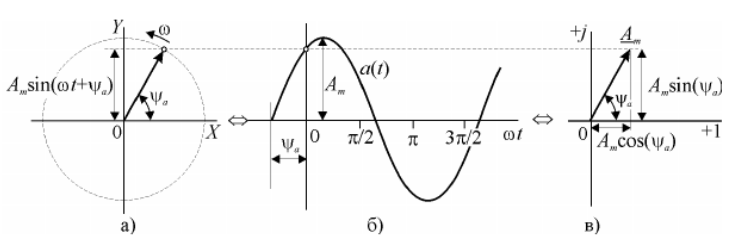 Y ω
A_m sin(ωt+ψ_a)
ψ_a
0 X
⇔
a(t)
A_m
ψ_a
0 π/2 π 3π/2 ωt
⇔
+j A_m
A_m sin(ψ_a)
ψ_a
0 +1
A_m cos(ψ_a)
а) б) в)